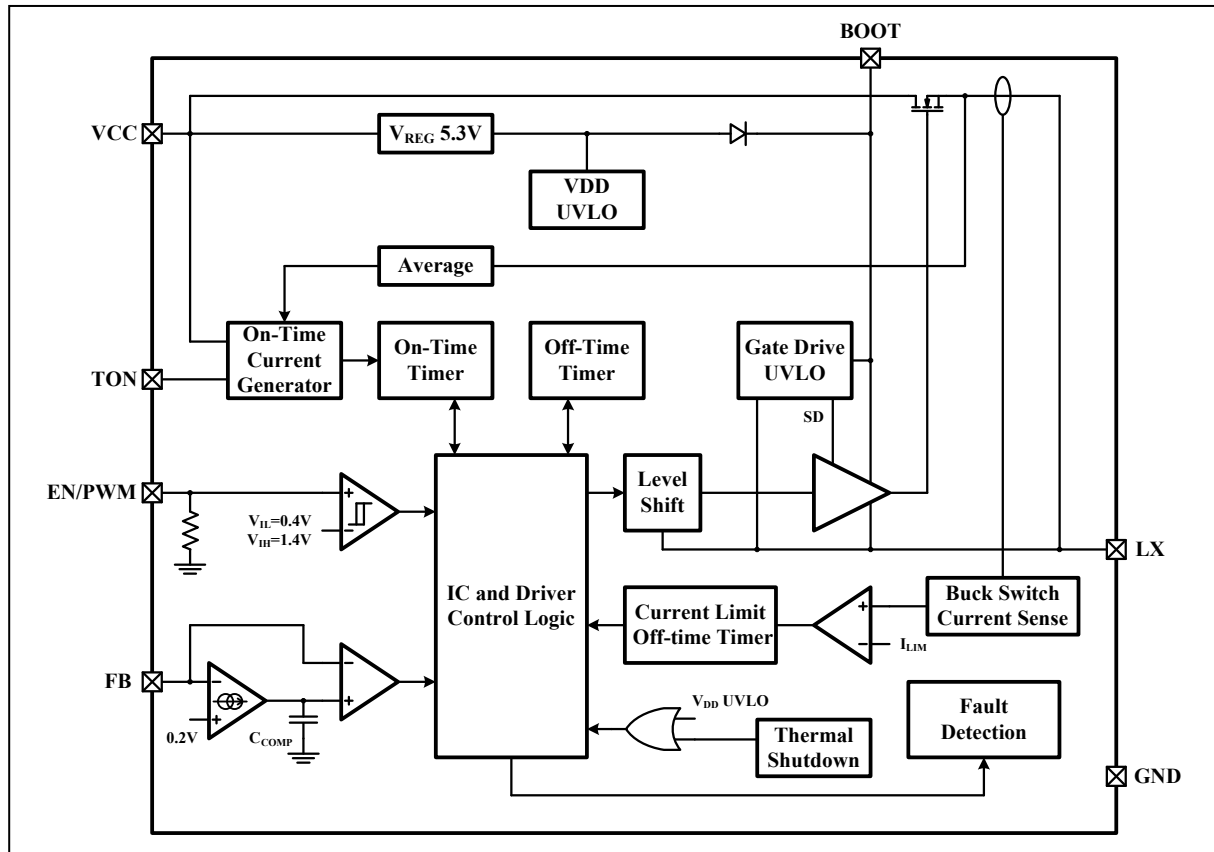 BOOT
VCC
VREG 5.3V
VDD
UVLO
Average
On-Time
Current
Generator
On-Time
Timer
Off-Time
Timer
Gate Drive
UVLO
TON
SD
EN/PWM
+
−
VIL=0.4V
VIH=1.4V
Level
Shift
LX
IC and Driver
Control Logic
Current Limit
Off-time Timer
+
−
ILIM
Buck Switch
Current Sense
FB
−
+
0.2V
CCOMP
−
+
VDD UVLO
Thermal
Shutdown
Fault
Detection
GND